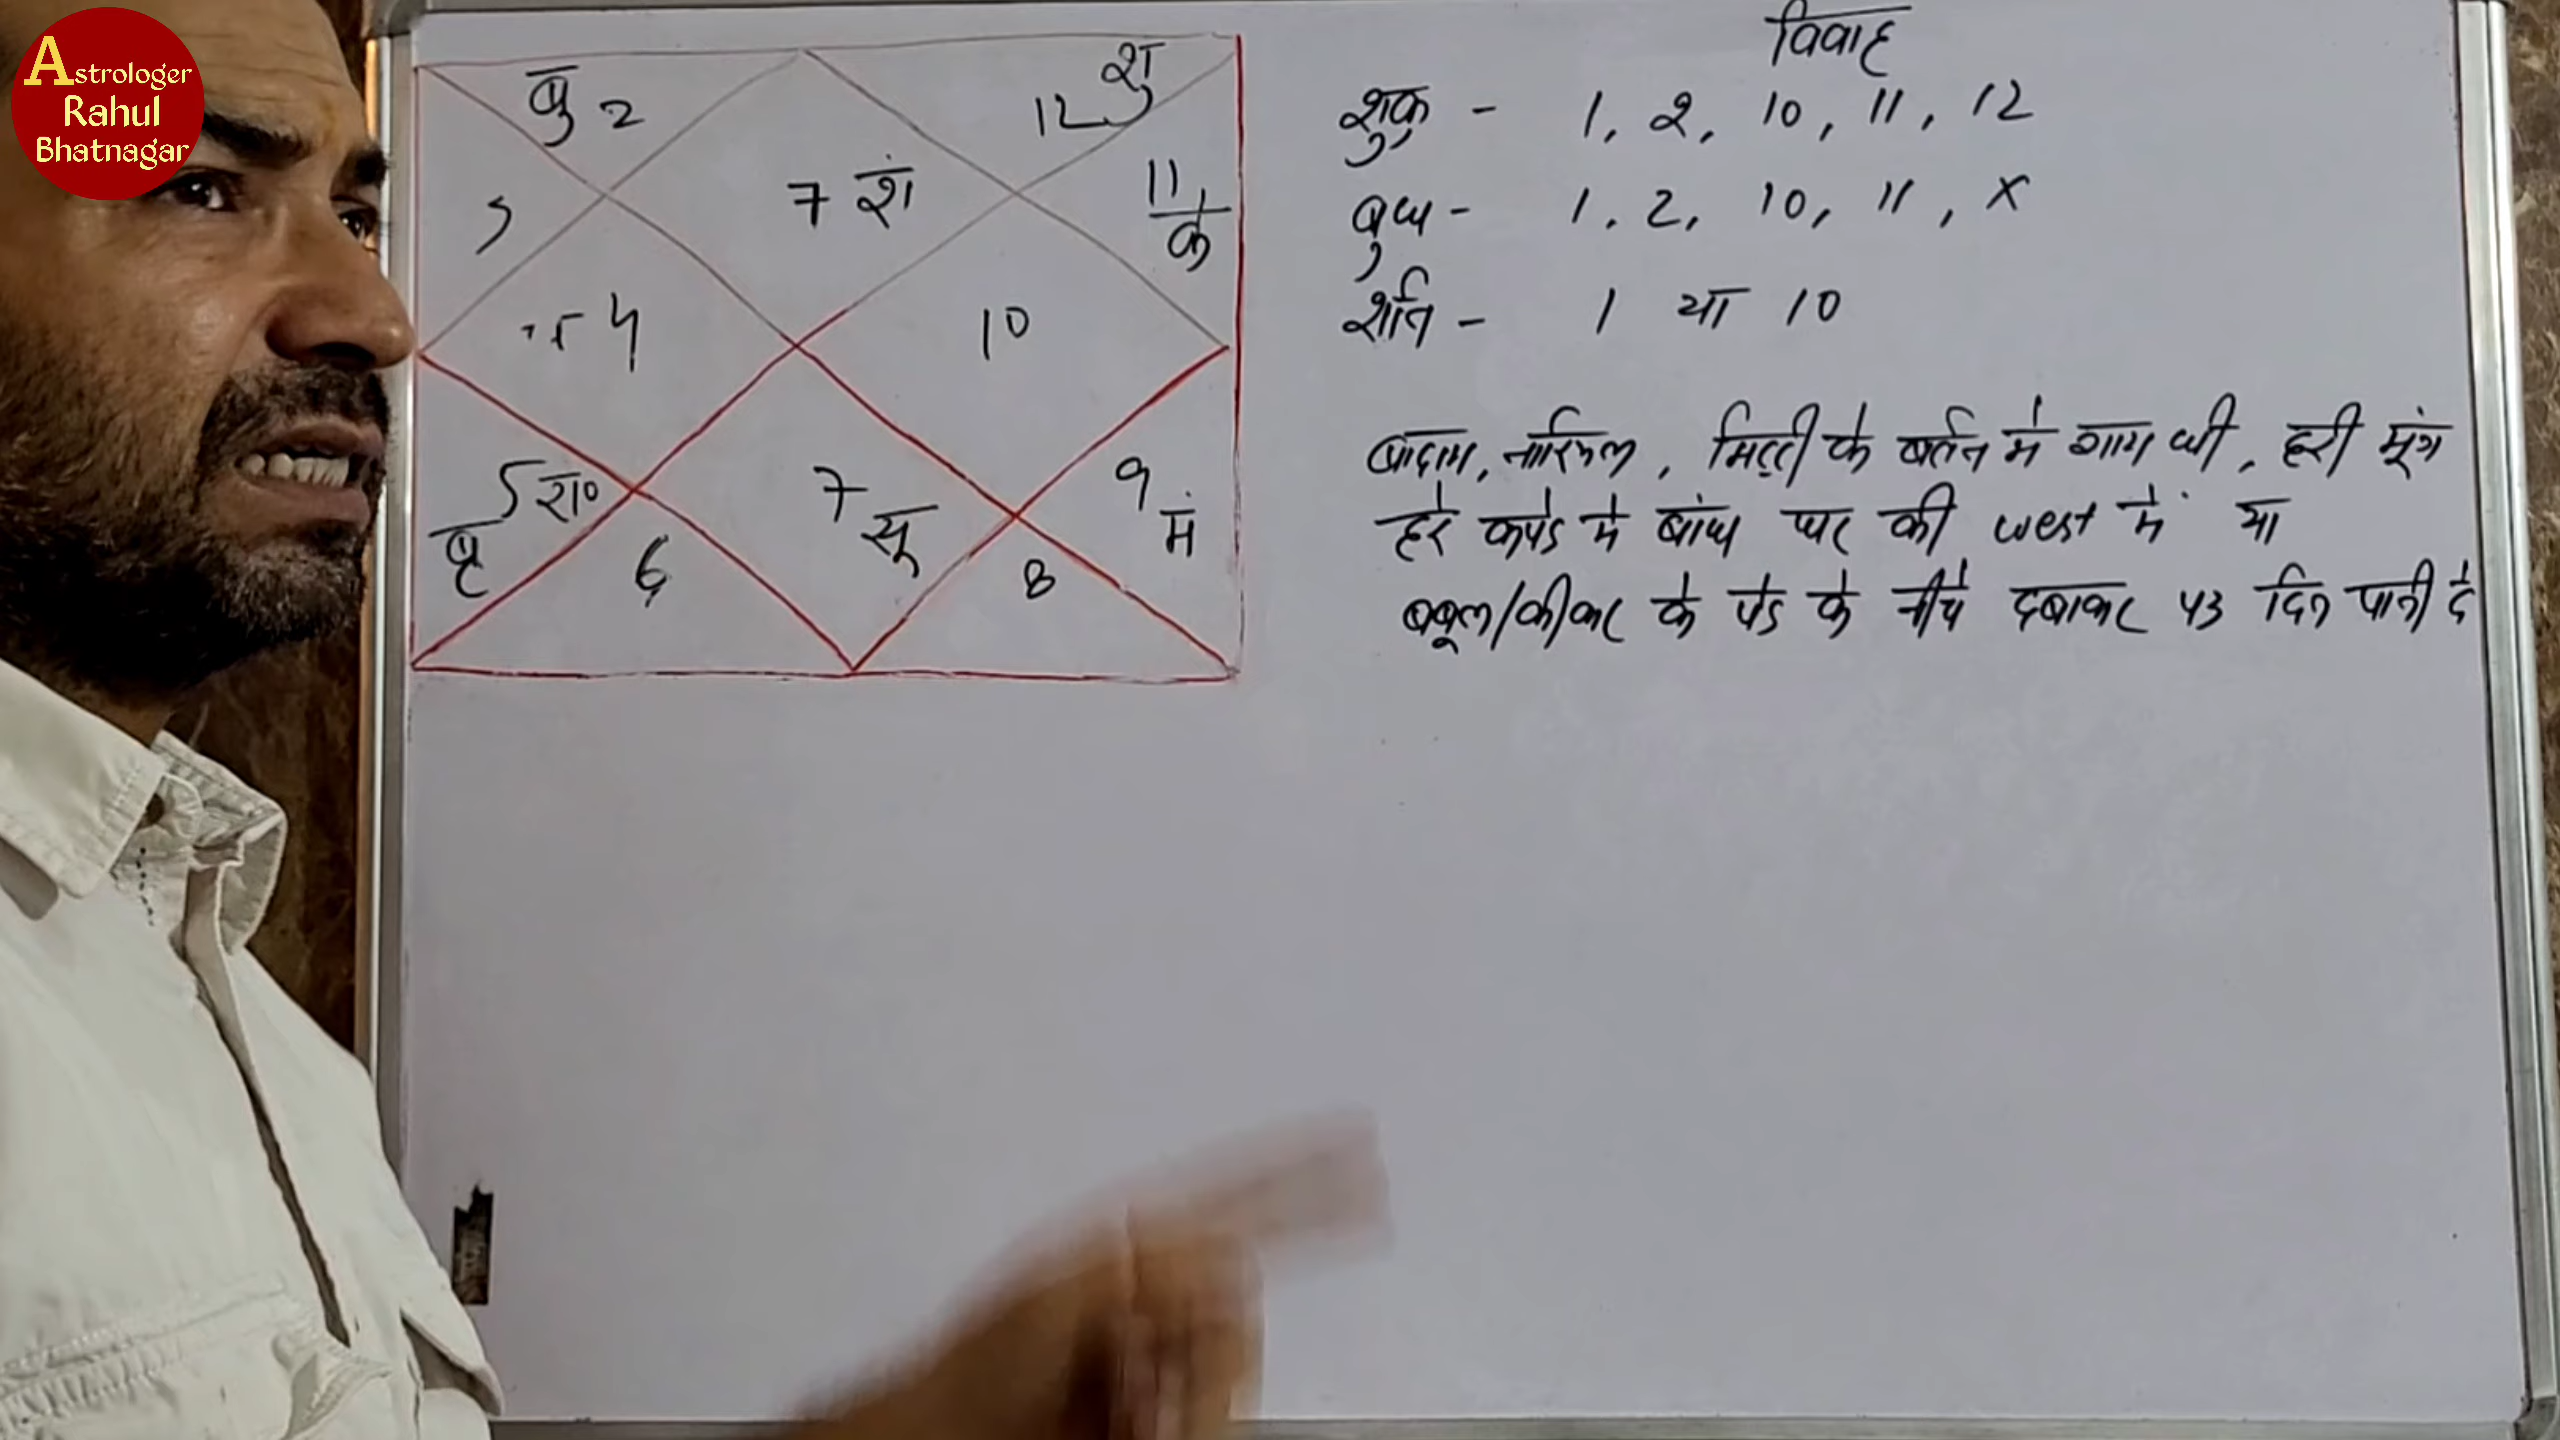 Astrologer
Rahul
Bhatnagar
बु 2
12 शु
7 शं
11
के
4
10
5 रा०
बृ
6
7
सू
8
9
मं
विवाह
शुक्र - 1, 2, 10, 11, 12
बुध - 1, 2, 10, 11, x
शनि - 1 या 10
बादाम, नारियल, मिट्टी के बर्तन मे गाय घी, हरी मूंग
हरे कपडे मे बांध घर की west में या
बबूल/कीकर के पेड के नीचे दबाकर 43 दिन पानी दे